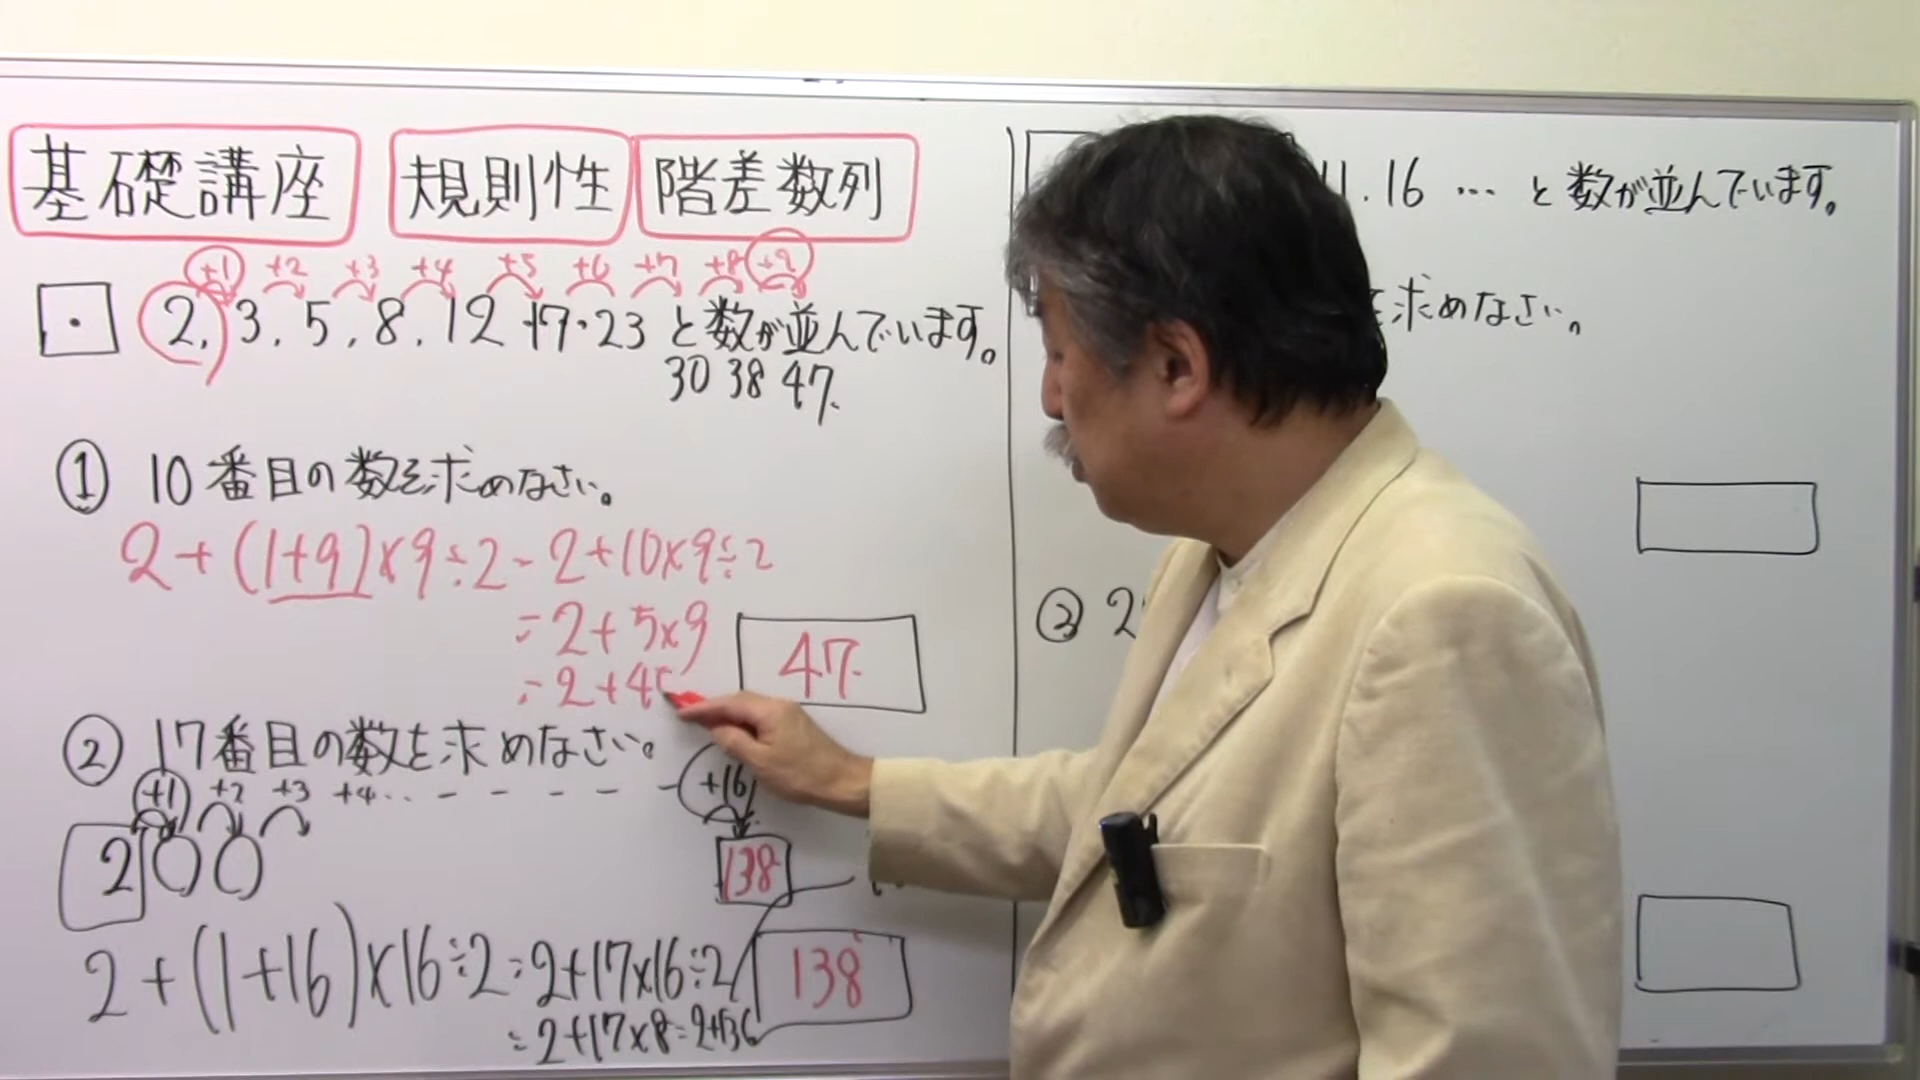 基礎講座 規則性 階差数列
+1 +2 +3 +4 +5 +6 +7 +8 +9
2, 3, 5, 8, 12, 17, 23 と数が並んでいます。
30 38 47
① 10番目の数を求めなさい。
2+(1+9)×9÷2=2+10×9÷2
=2+5×9
=2+45
47
② 17番目の数を求めなさい。
+1 +2 +3 +4 +16
2 138
2+(1+16)×16÷2=2+17×16÷2
=2+17×8=2+136
138
11. 16 … と数が並んでいます。
求めなさい。
② 2